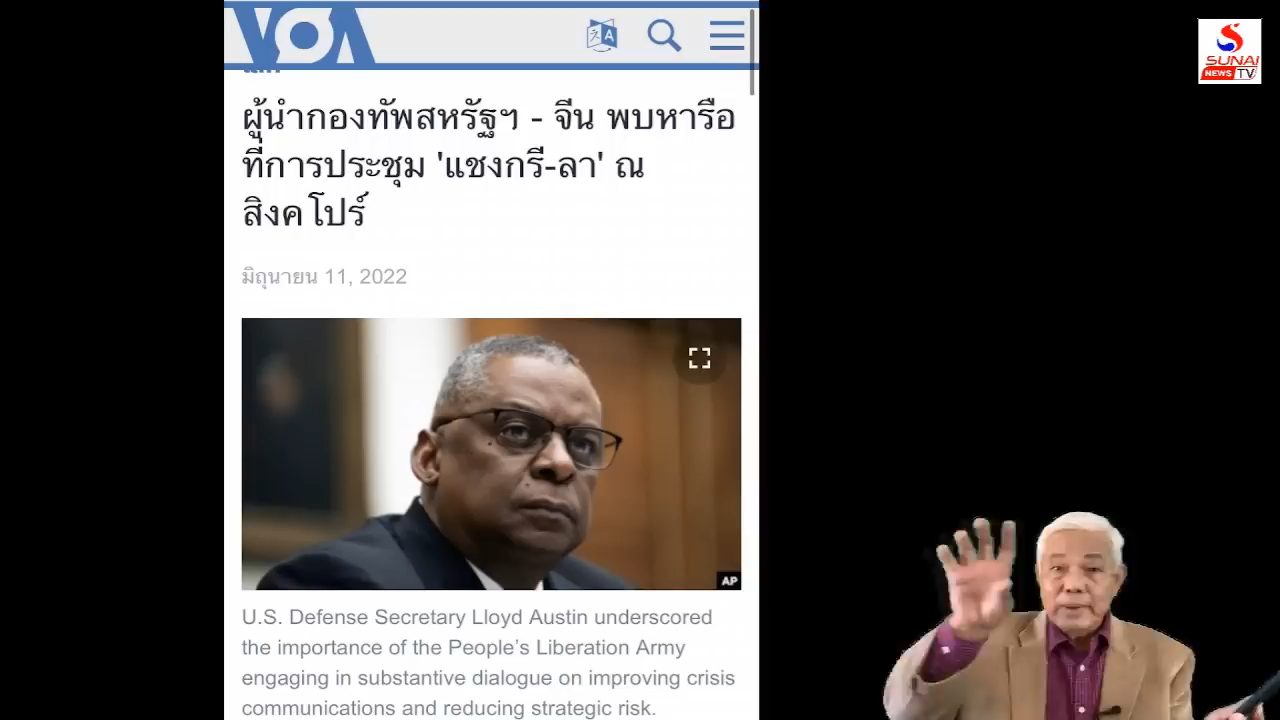 VOA
SUNAI
NEWS TV
ผู้นำกองทัพสหรัฐฯ - จีน พบหารือ
ที่การประชุม 'แชงกรี-ลา' ณ
สิงคโปร์
มิถุนายน 11, 2022
AP
U.S. Defense Secretary Lloyd Austin underscored
the importance of the People's Liberation Army
engaging in substantive dialogue on improving crisis
communications and reducing strategic risk.